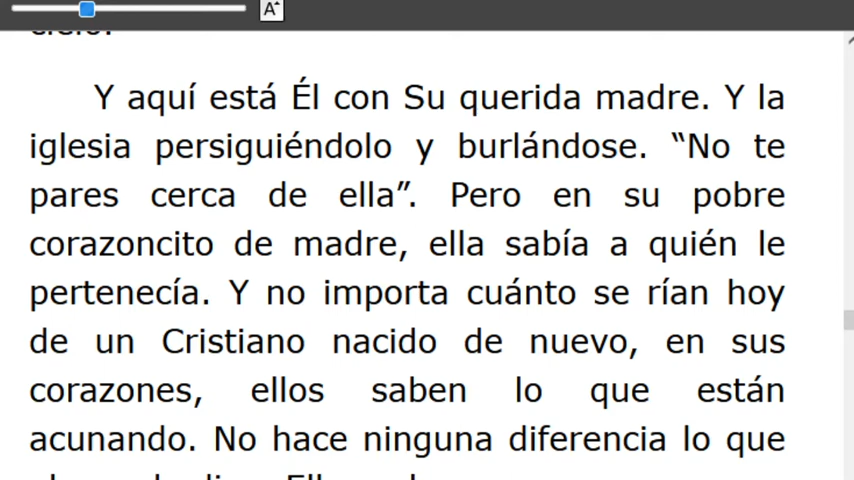 A
cielo.
Y aquí está Él con Su querida madre. Y la
iglesia persiguiéndolo y burlándose. “No te
pares cerca de ella”. Pero en su pobre
corazoncito de madre, ella sabía a quién le
pertenecía. Y no importa cuánto se rían hoy
de un Cristiano nacido de nuevo, en sus
corazones, ellos saben lo que están
acunando. No hace ninguna diferencia lo que